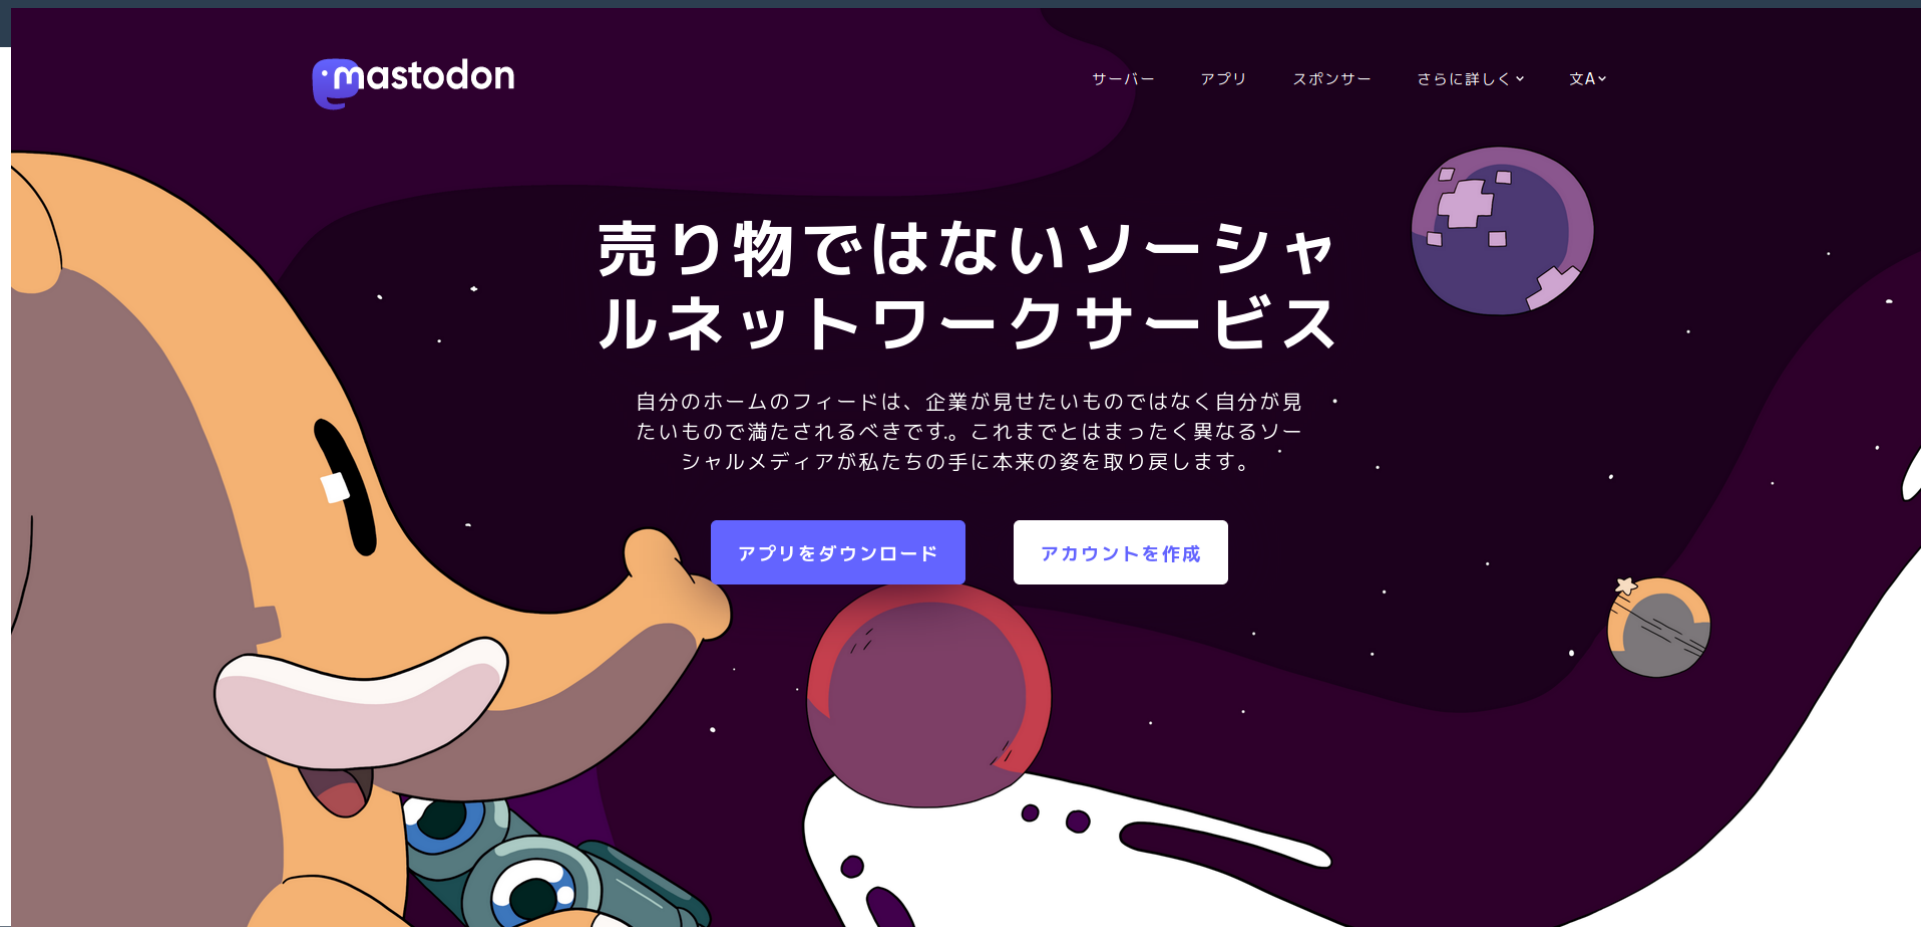 mastodon
サーバー アプリ スポンサー さらに詳しく 文A
売り物ではないソーシャ
ルネットワークサービス
自分のホームのフィードは、企業が見せたいものではなく自分が見
たいもので満たされるべきです。これまでとはまったく異なるソー
シャルメディアが私たちの手に本来の姿を取り戻します。
アプリをダウンロード アカウントを作成